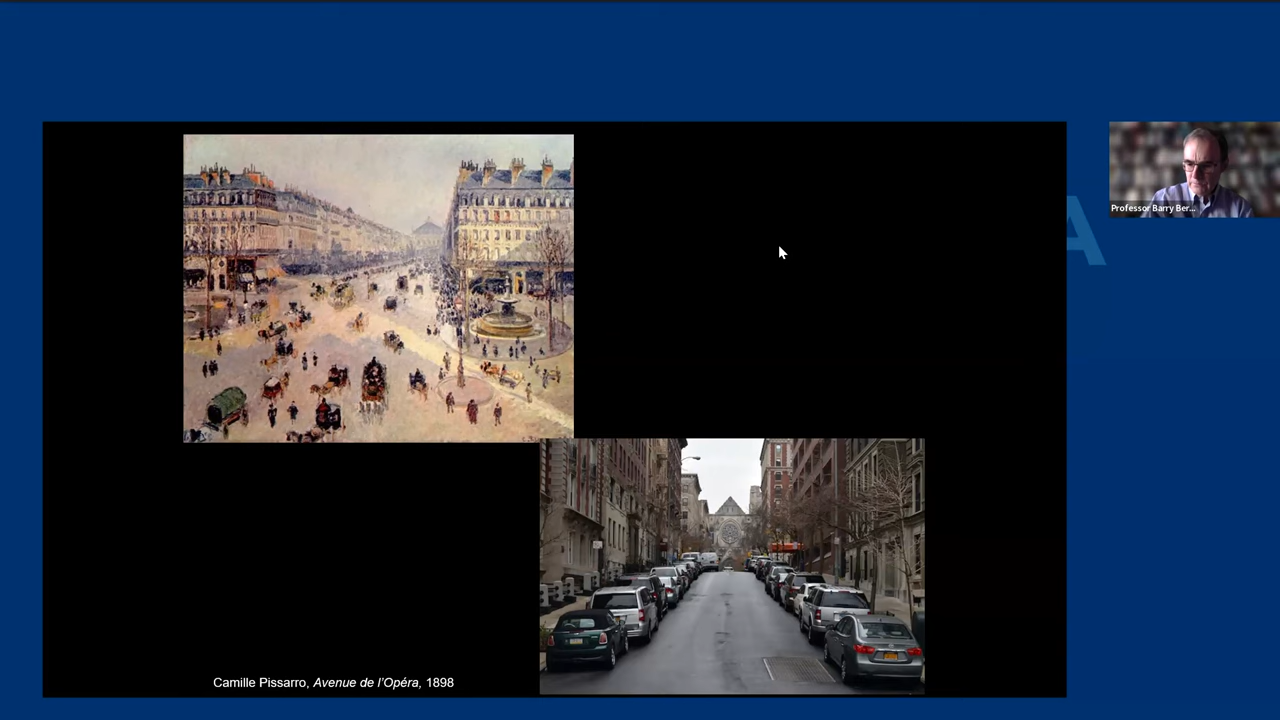 Professor Barry Ber...
A
Camille Pissarro, Avenue de l'Opéra, 1898